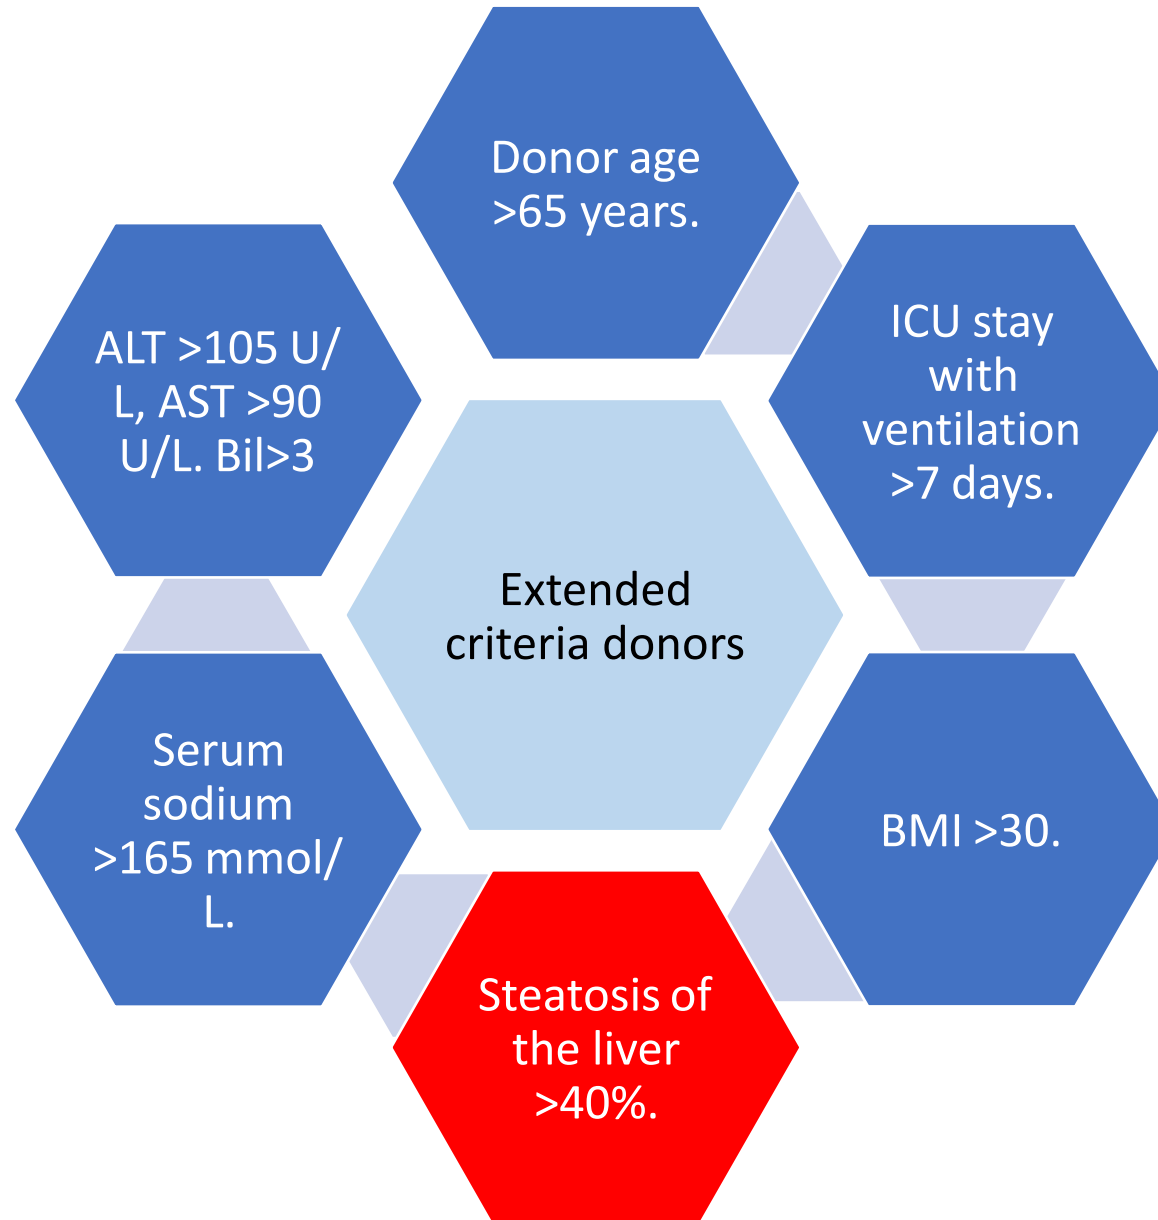 Donor age
>65 years.
ICU stay
with
ventilation
>7 days.
BMI >30.
Steatosis of
the liver
>40%.
Serum
sodium
>165 mmol/
L.
ALT >105 U/
L, AST >90
U/L. Bil>3
Extended
criteria donors